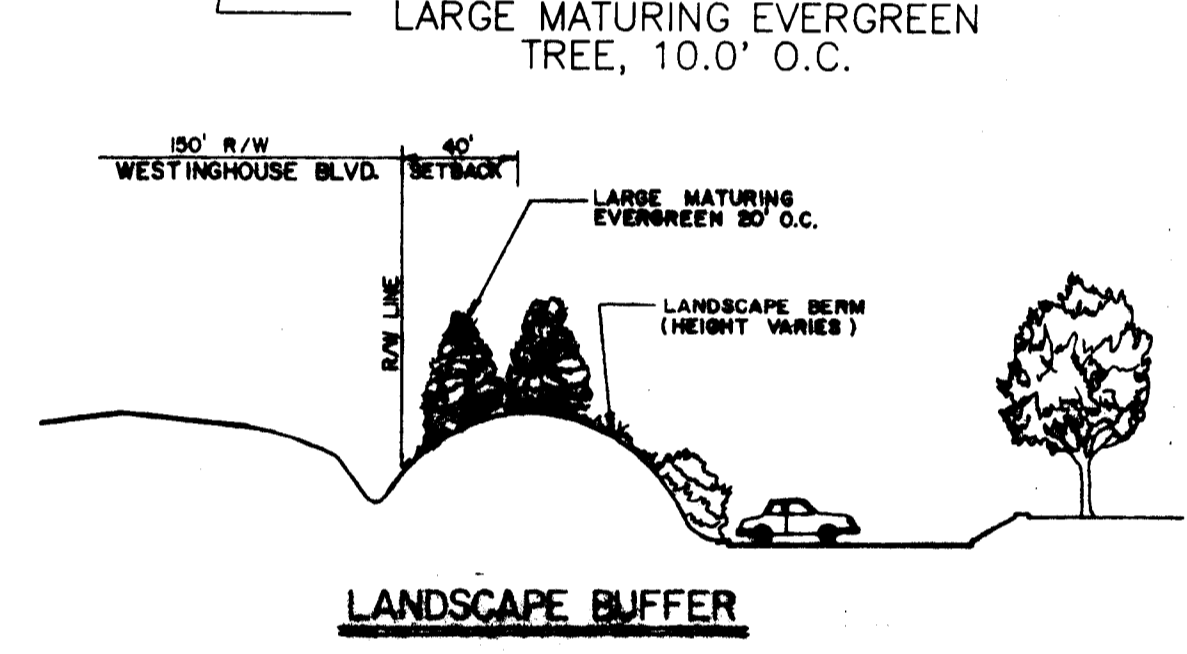 LARGE MATURING EVERGREEN
TREE, 10.0' O.C.
150' R/W
40'
WESTINGHOUSE BLVD.
SETBACK
LARGE MATURING
EVERGREEN 20' O.C.
R/W LINE
LANDSCAPE BERM
(HEIGHT VARIES)
LANDSCAPE BUFFER